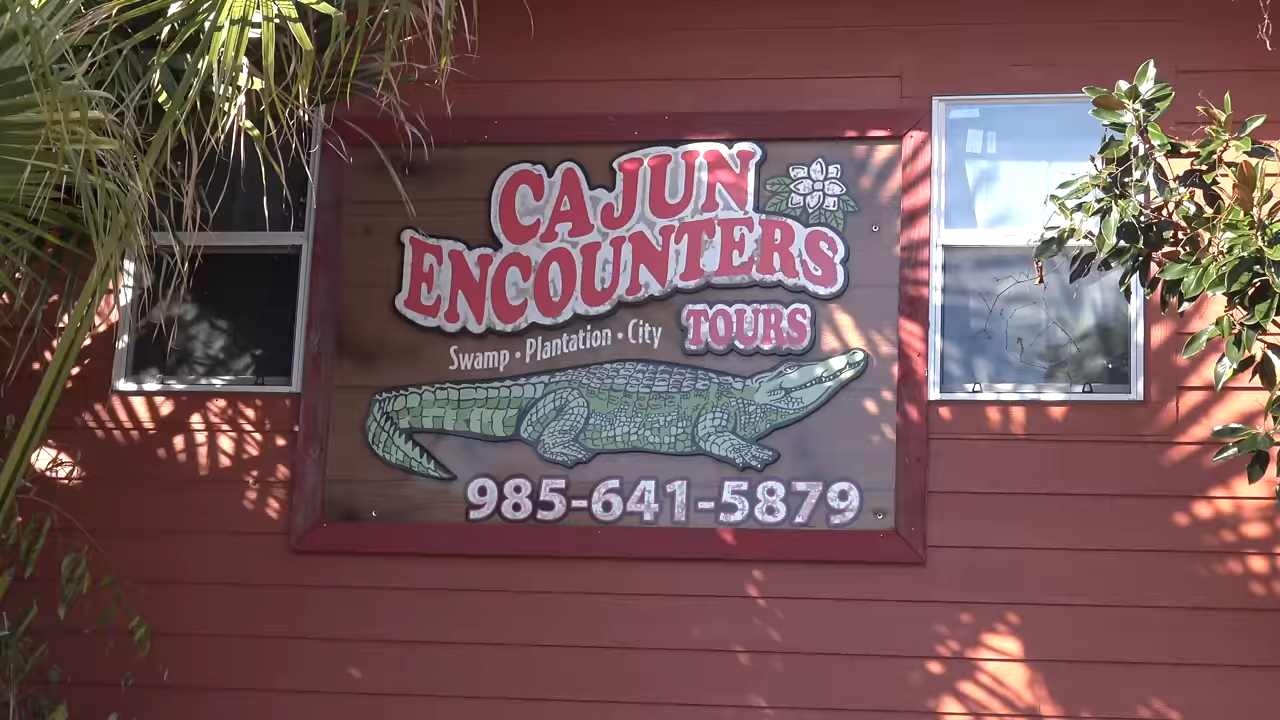 CAJUN
ENCOUNTERS
TOURS
Swamp • Plantation • City
985-641-5879